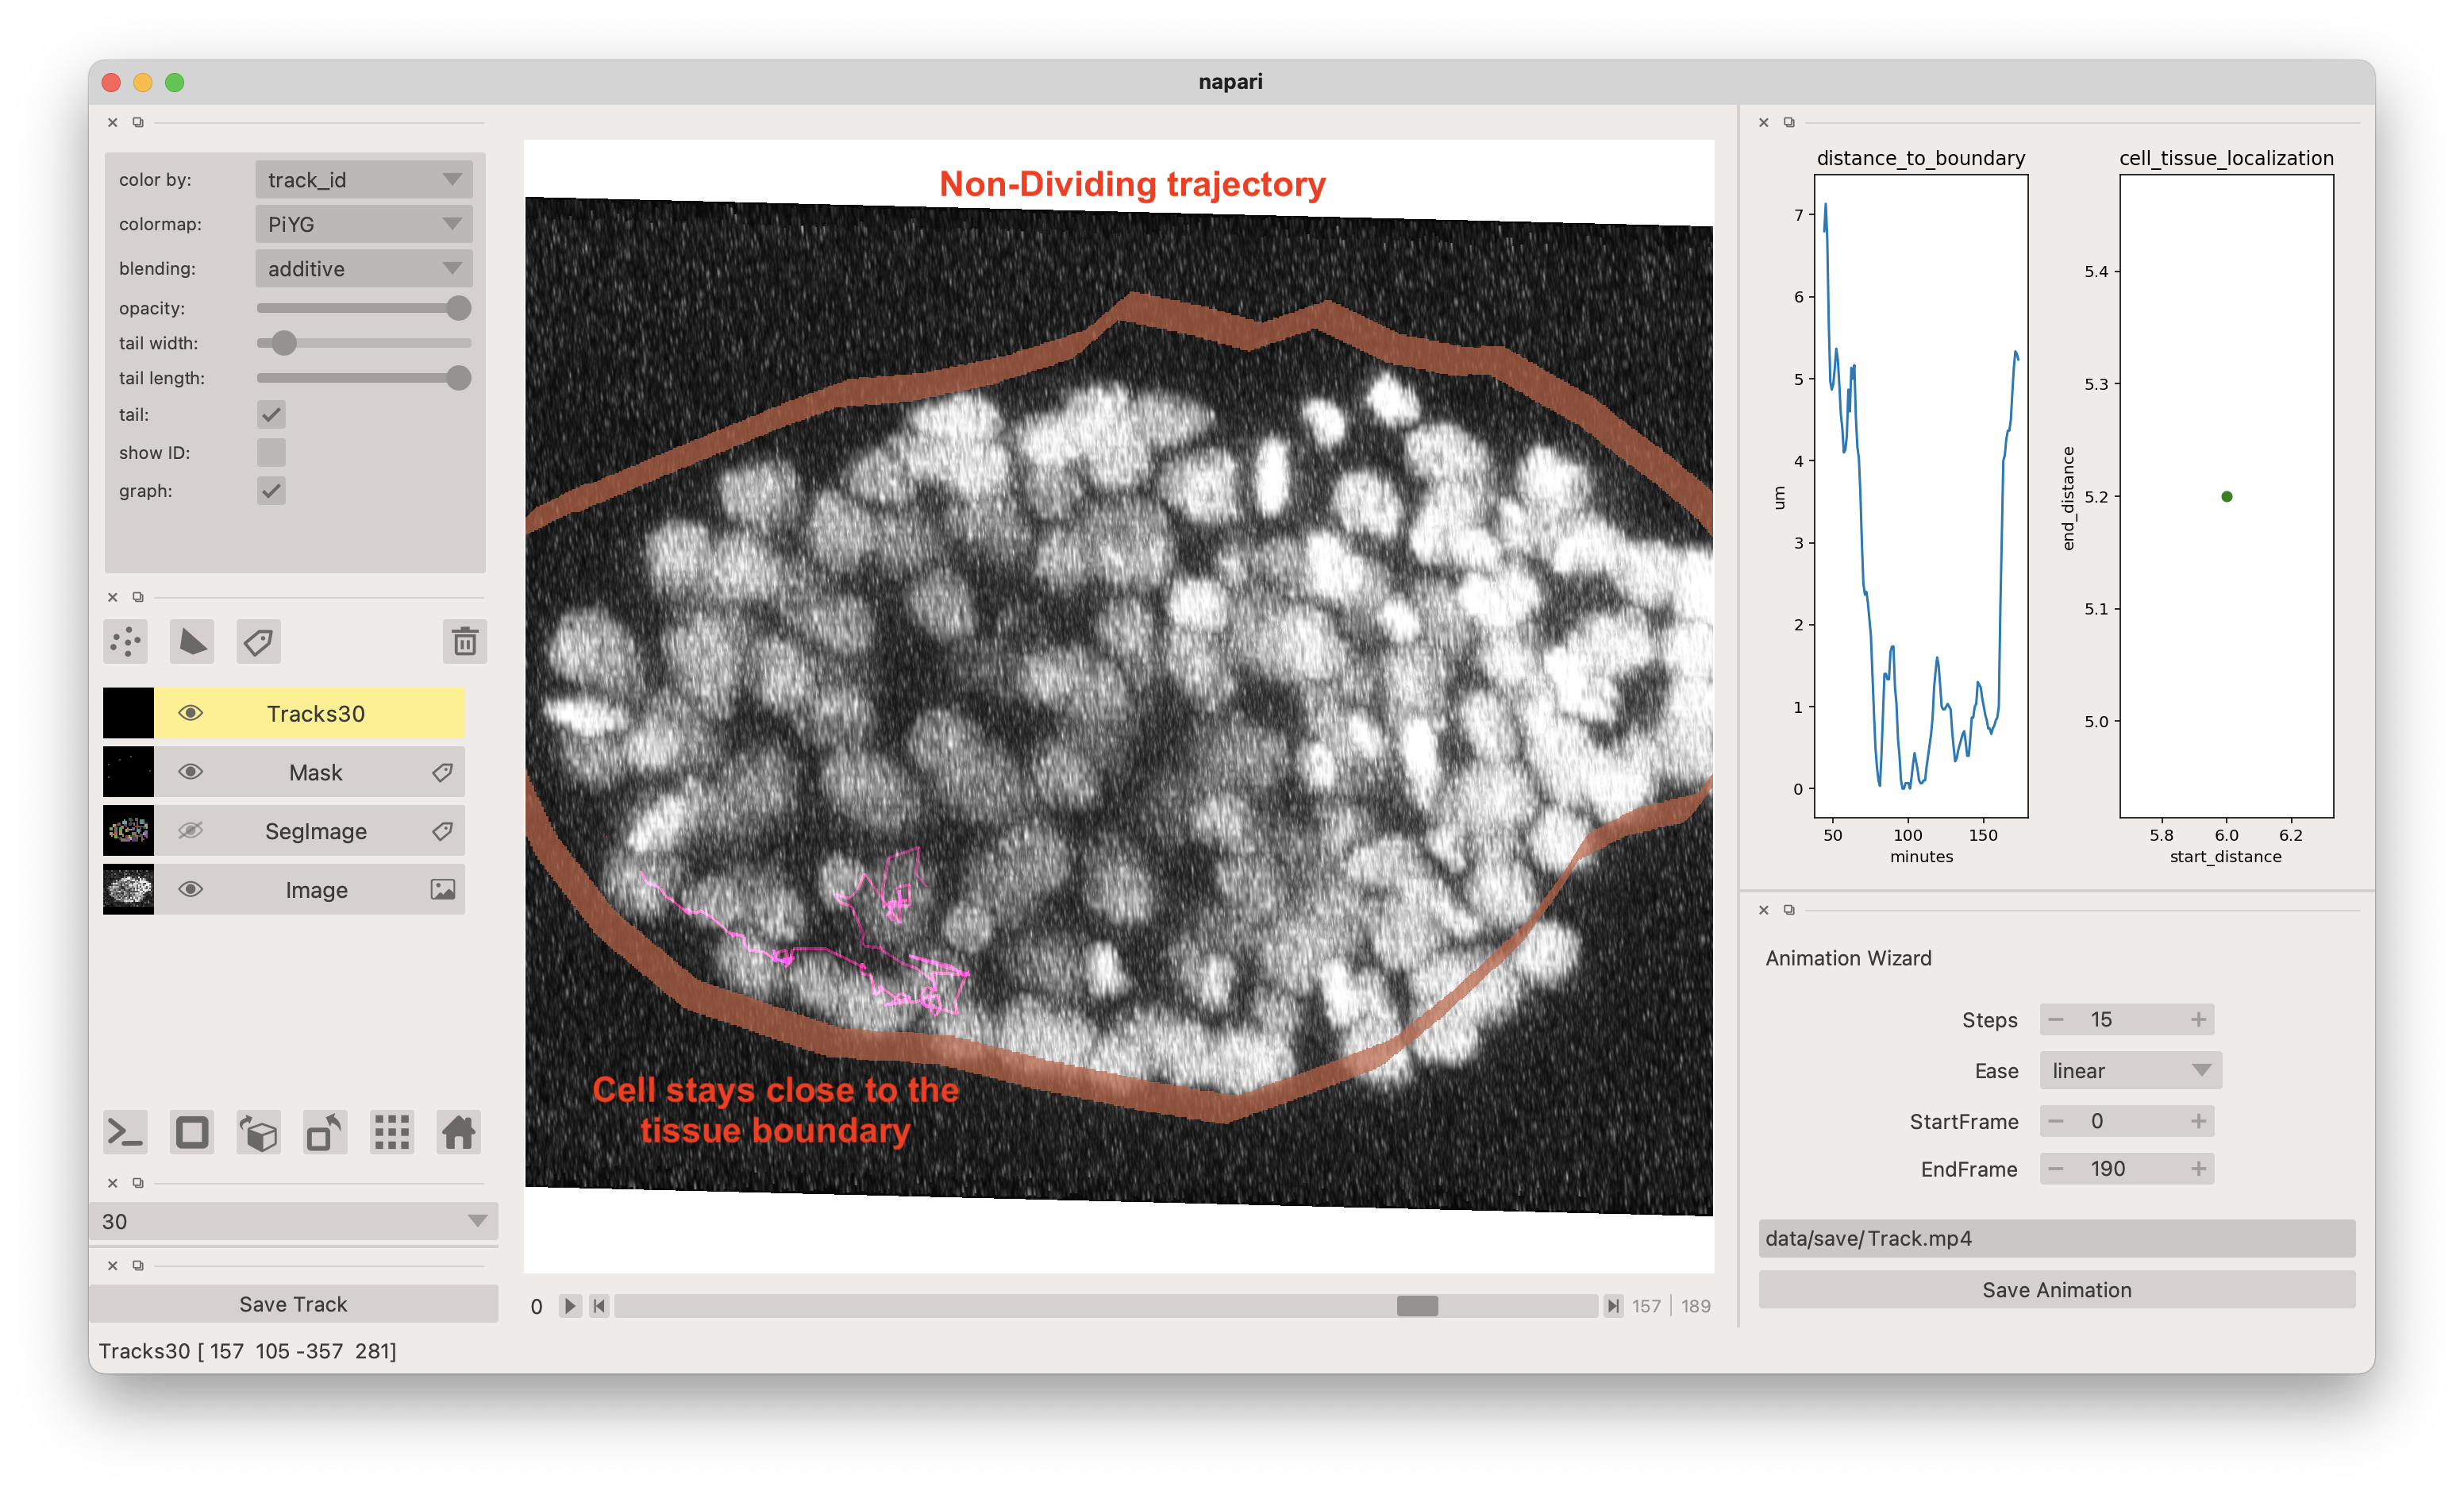 napari
color by:
track_id
colormap:
PiYG
blending:
additive
opacity:
tail width:
tail length:
tail:
show ID:
graph:
Tracks30
Mask
SegImage
Image
30
Save Track
Tracks30 [ 157 105 -357 281]
Non-Dividing trajectory
Cell stays close to the
tissue boundary
0
157
189
distance_to_boundary
7
6
5
4
3
2
1
0
um
50
100
150
minutes
cell_tissue_localization
5.4
5.3
5.2
5.1
5.0
end_distance
5.8
6.0
6.2
start_distance
Animation Wizard
Steps
15
Ease
linear
StartFrame
0
EndFrame
190
data/save/Track.mp4
Save Animation